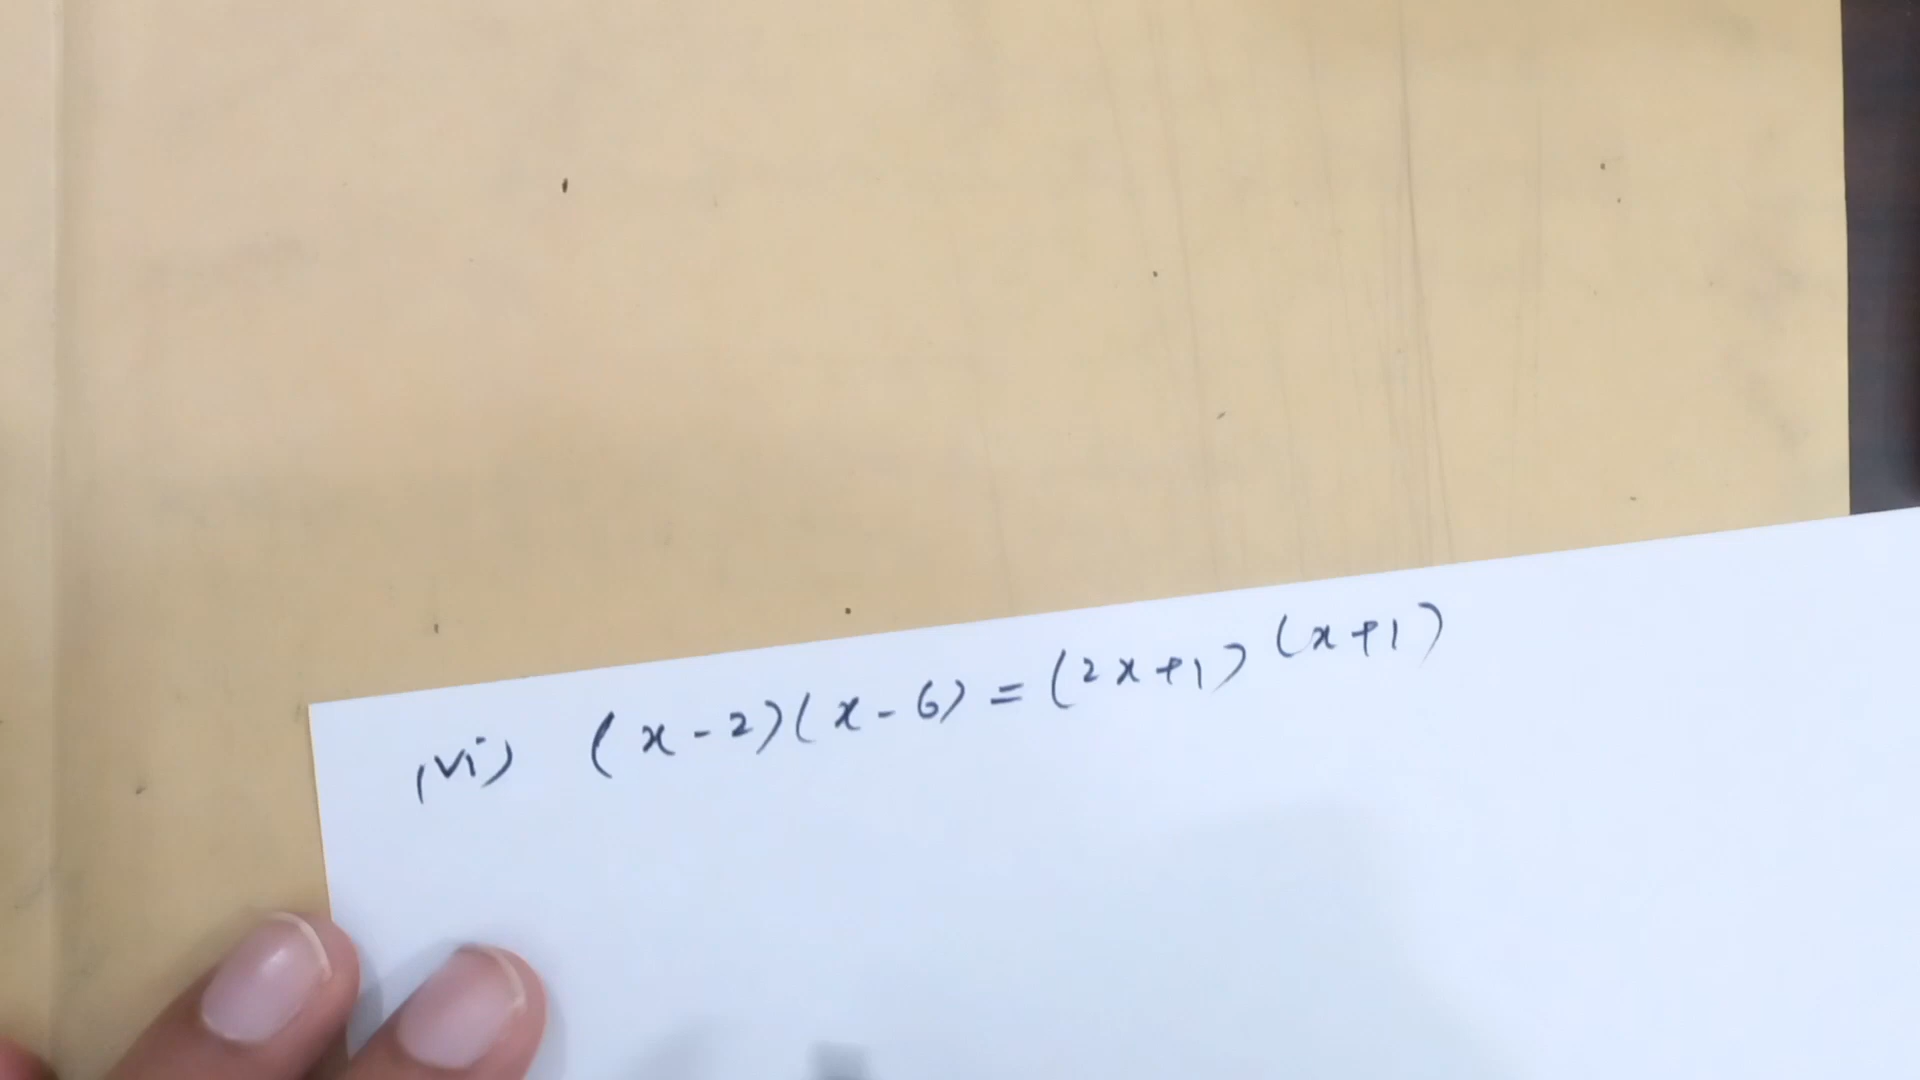 (vi) (x-2)(x-6) = (2x+1)(x+1)